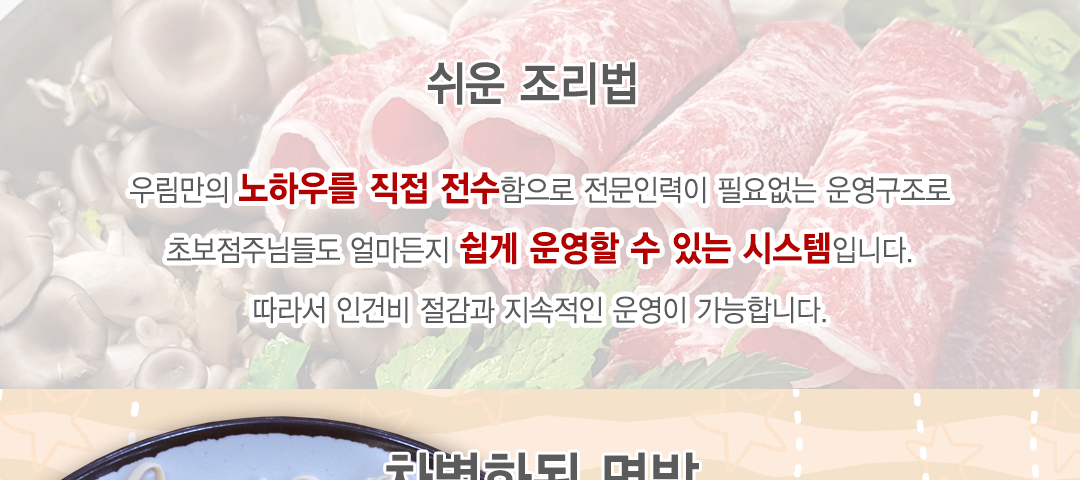 쉬운 조리법
우림만의 노하우를 직접 전수함으로 전문인력이 필요없는 운영구조로
초보점주님들도 얼마든지 쉽게 운영할 수 있는 시스템입니다.
따라서 인건비 절감과 지속적인 운영이 가능합니다.